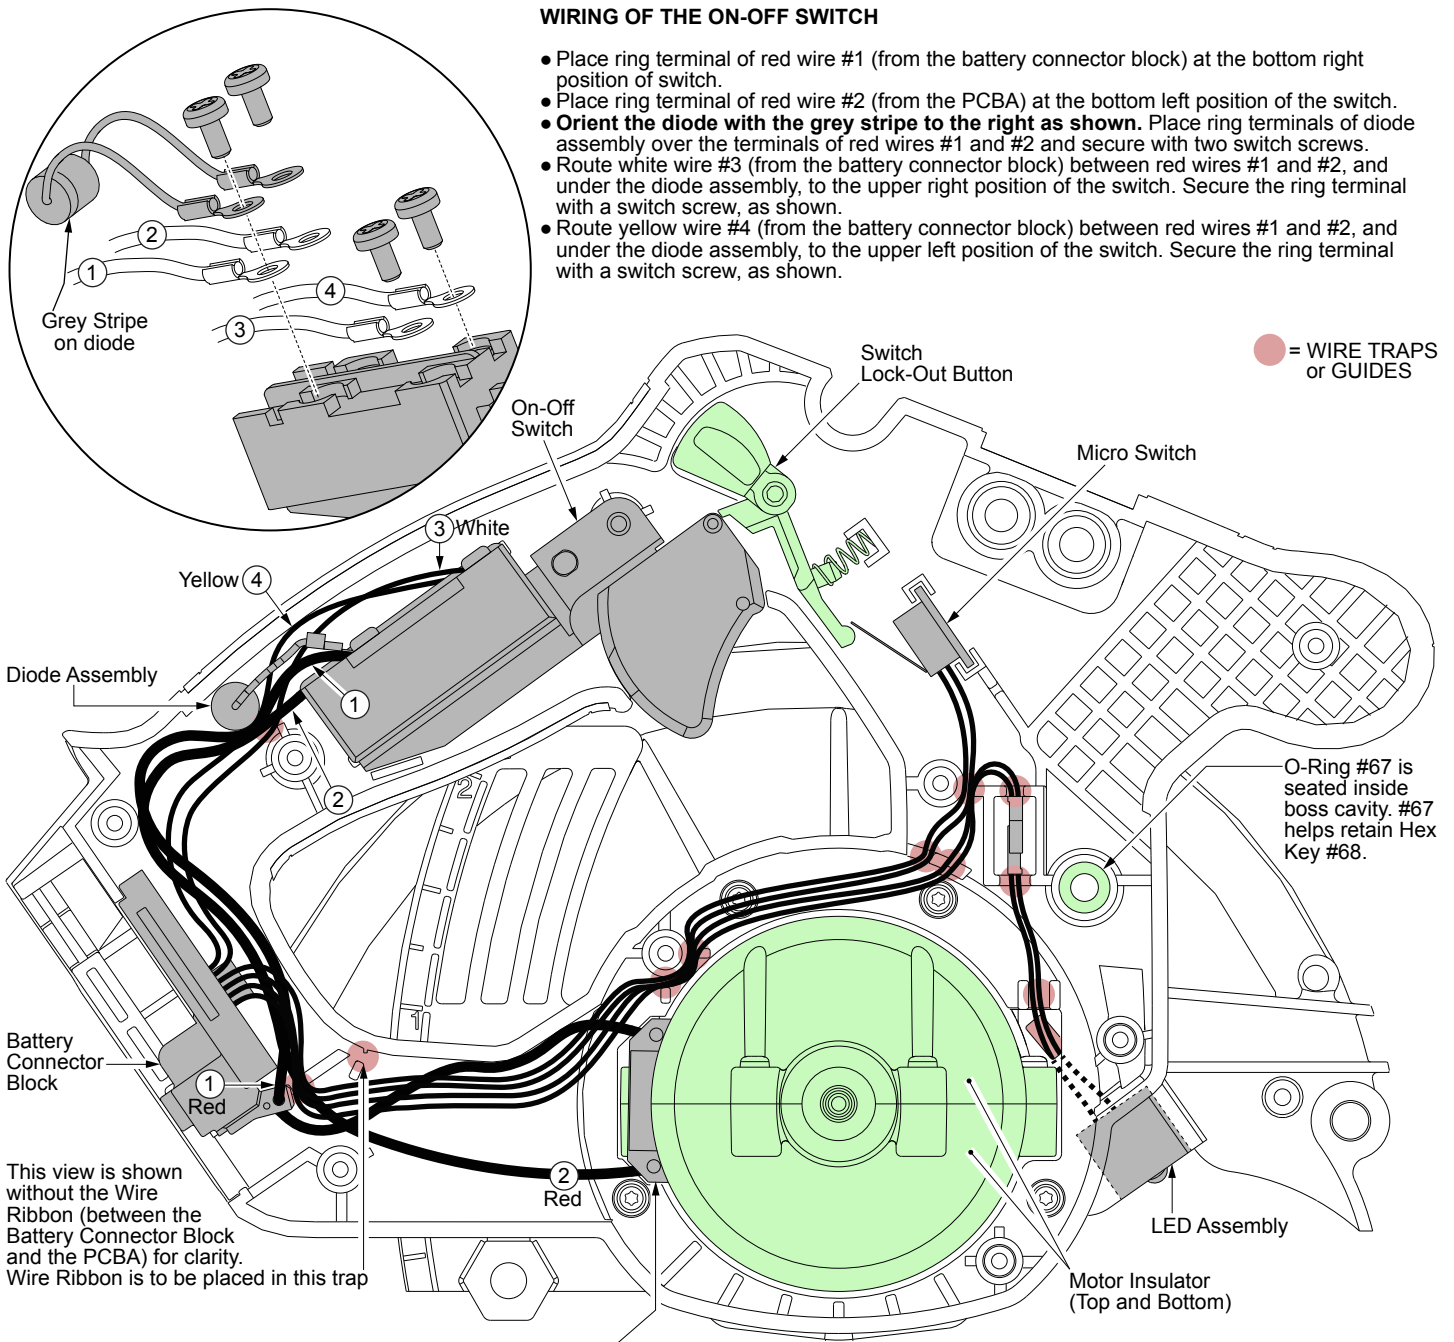 WIRING OF THE ON-OFF SWITCH
● Place ring terminal of red wire #1 (from the battery connector block) at the bottom right
position of switch.
● Place ring terminal of red wire #2 (from the PCBA) at the bottom left position of the switch.
● Orient the diode with the grey stripe to the right as shown. Place ring terminals of diode
assembly over the terminals of red wires #1 and #2 and secure with two switch screws.
● Route white wire #3 (from the battery connector block) between red wires #1 and #2, and
under the diode assembly, to the upper right position of the switch. Secure the ring terminal
with a switch screw, as shown.
● Route yellow wire #4 (from the battery connector block) between red wires #1 and #2, and
under the diode assembly, to the upper left position of the switch. Secure the ring terminal
with a switch screw, as shown.
2
1
4
3
Grey Stripe
on diode
= WIRE TRAPS
or GUIDES
Switch
Lock-Out Button
On-Off
Switch
Micro Switch
3 White
Yellow 4
Diode Assembly
1
2
2
1
O-Ring #67 is
seated inside
boss cavity. #67
helps retain Hex
Key #68.
Battery
Connector
Block
1
Red
2
Red
This view is shown
without the Wire
Ribbon (between the
Battery Connector Block
and the PCBA) for clarity.
Wire Ribbon is to be placed in this trap
LED Assembly
Motor Insulator
(Top and Bottom)